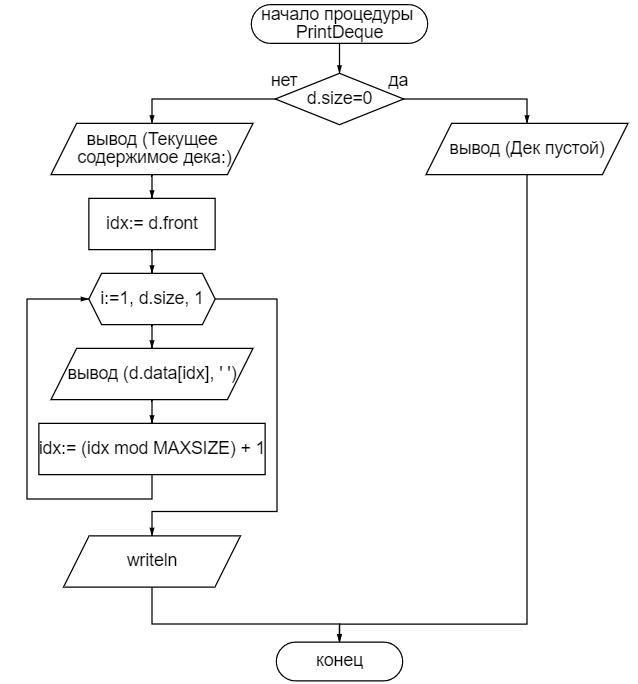 начало процедуры
PrintDeque
нет
да
d.size=0
вывод (Текущее
содержимое дека:)
вывод (Дек пустой)
idx:= d.front
i:=1, d.size, 1
вывод (d.data[idx], ' ')
idx:= (idx mod MAXSIZE) + 1
writeln
конец